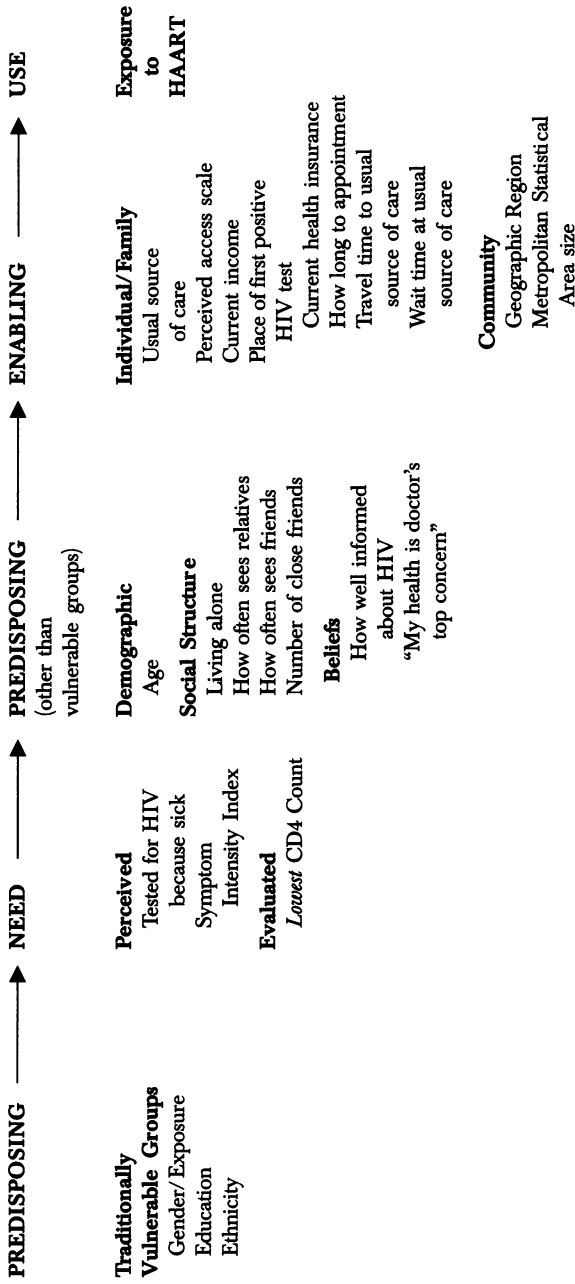 PREDISPOSING
Traditionally
Vulnerable Groups
Gender/Exposure
Education
Ethnicity
NEED
Perceived
Tested for HIV
because sick
Symptom
Intensity Index
Evaluated
Lowest CD4 Count
PREDISPOSING
(other than
vulnerable groups)
Demographic
Age
Social Structure
Living alone
How often sees relatives
How often sees friends
Number of close friends
Beliefs
How well informed
about HIV
“My health is doctor’s
top concern”
ENABLING
Individual/Family
Usual source
of care
Perceived access scale
Current income
Place of first positive
HIV test
Current health insurance
How long to appointment
Travel time to usual
source of care
Wait time at usual
source of care
Community
Geographic Region
Metropolitan Statistical
Area size
USE
Exposure
to
HAART